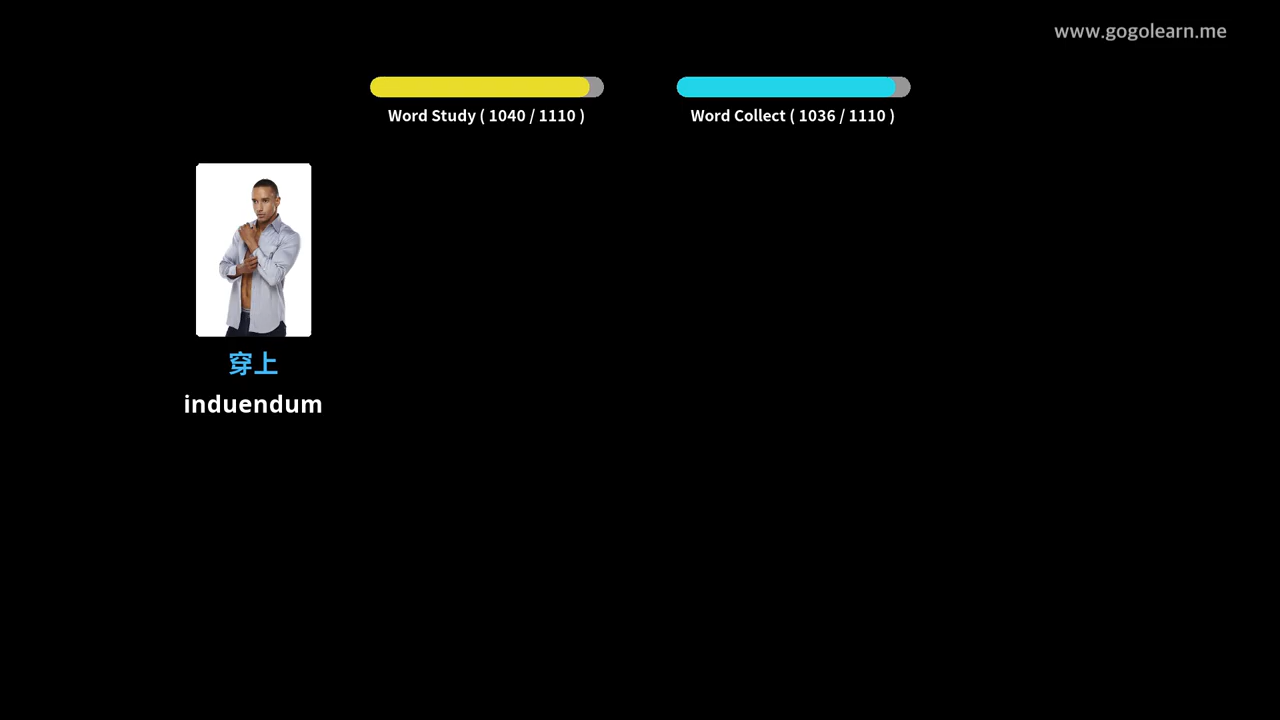 www.gogolearn.me
Word Study ( 1040 / 1110 )
Word Collect ( 1036 / 1110 )
穿上
induendum